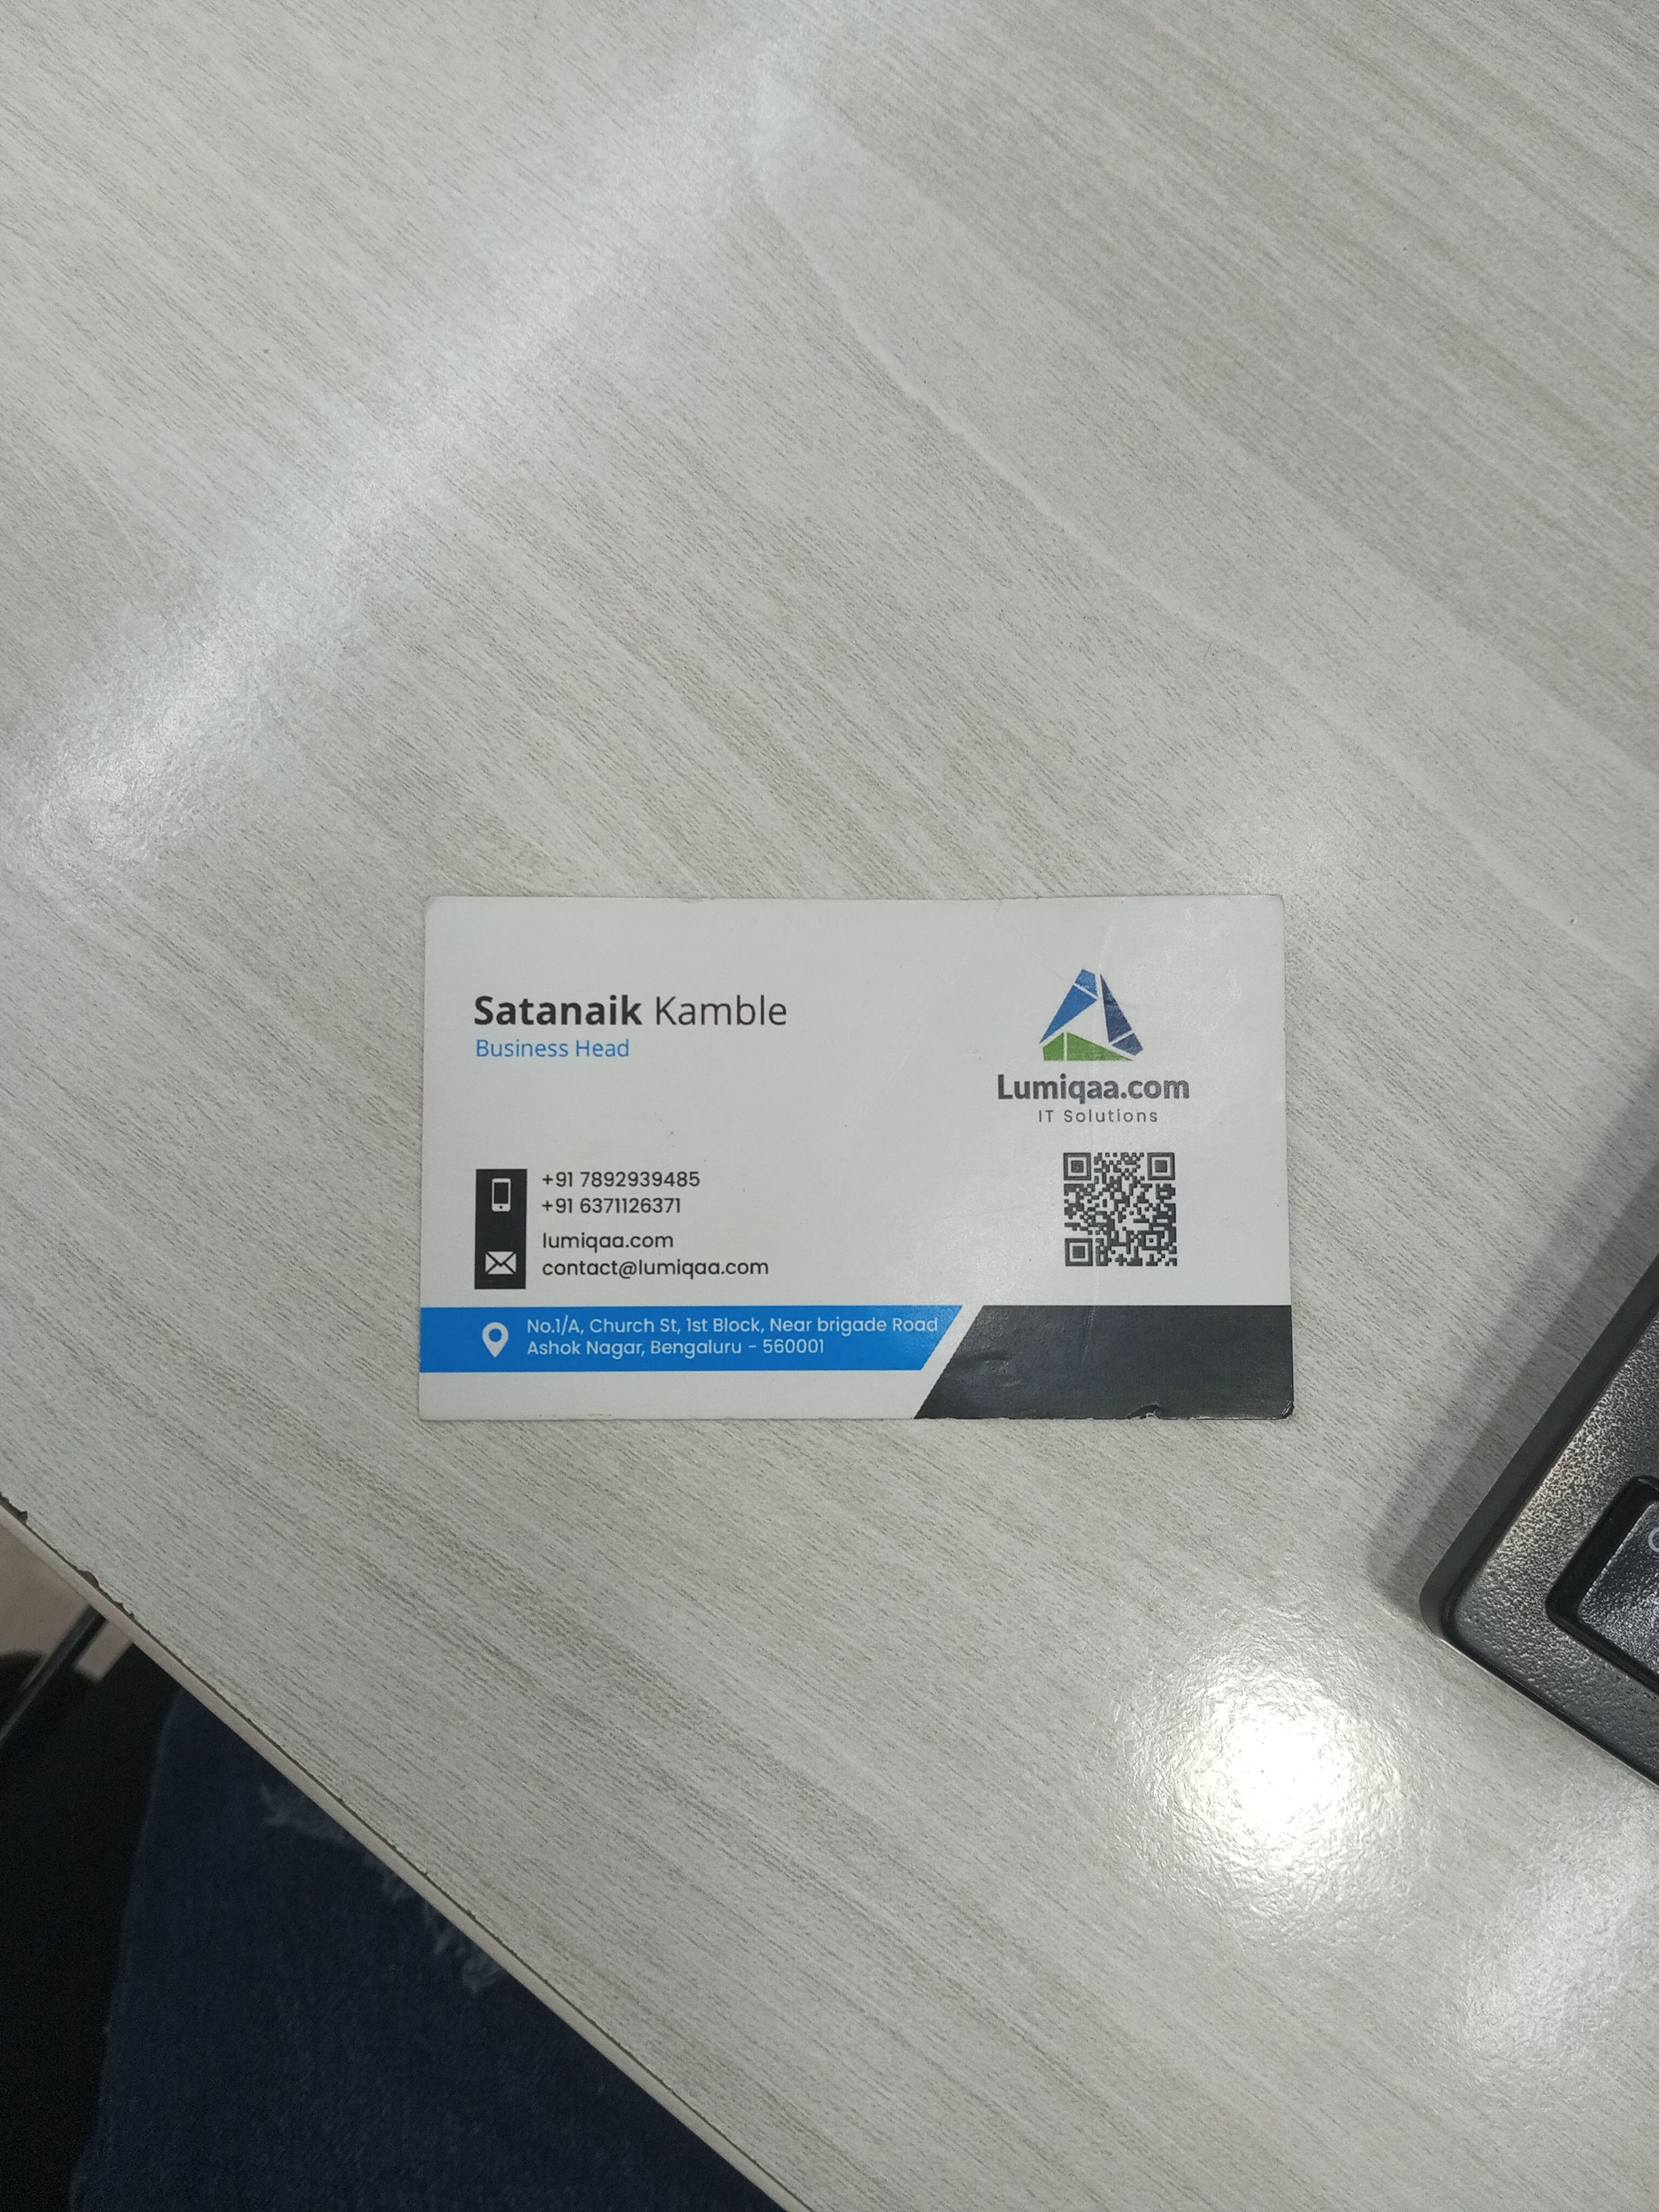 Satanaik Kamble
Business Head
Lumiqaa.com
IT Solutions
+91 7892939485
+91 6371126371
lumiqaa.com
contact@lumiqaa.com
No.1/A, Church St, 1st Block, Near brigade Road
Ashok Nagar, Bengaluru - 560001